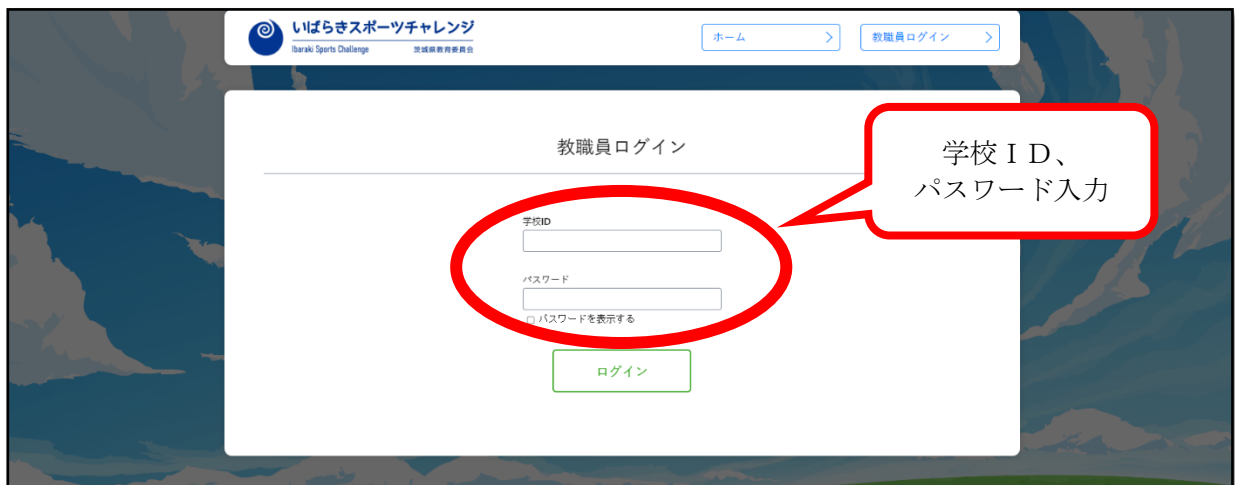 いばらきスポーツチャレンジ
Ibaraki Sports Challenge 茨城県教育委員会
ホーム
教職員ログイン
教職員ログイン
学校ID、
パスワード入力
学校ID
パスワード
パスワードを表示する
ログイン